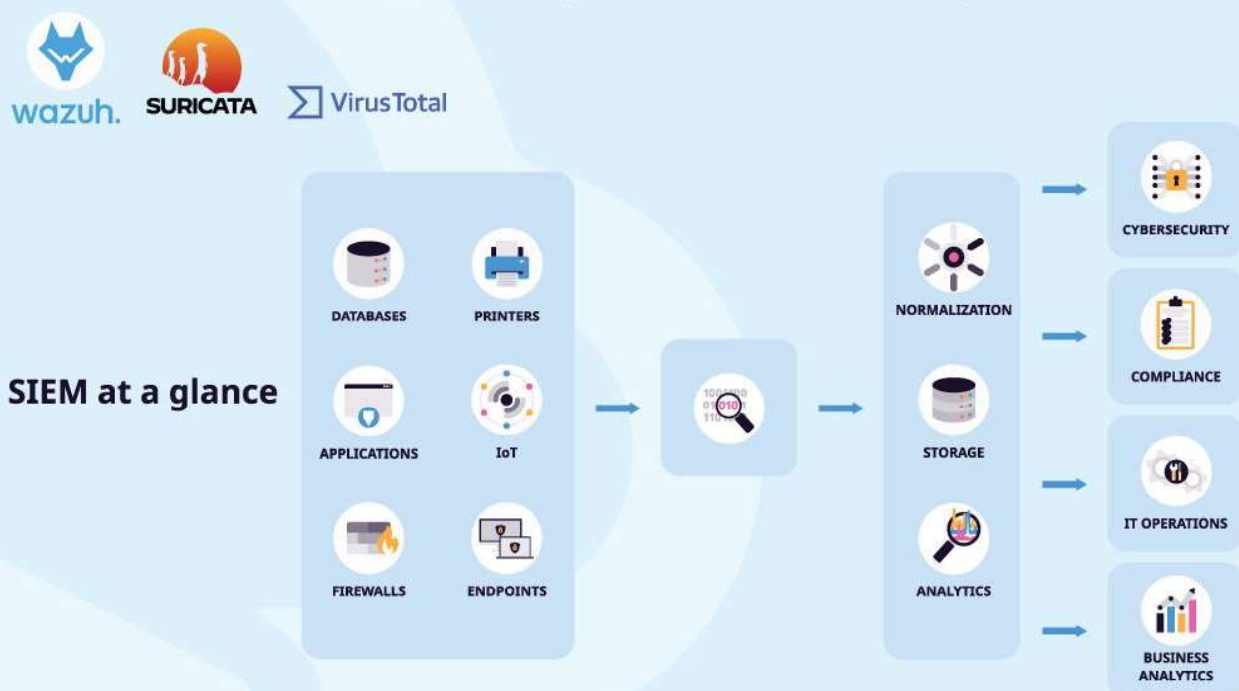 wazuh.
SURICATA
VirusTotal
SIEM at a glance
DATABASES
PRINTERS
APPLICATIONS
IoT
FIREWALLS
ENDPOINTS
NORMALIZATION
STORAGE
ANALYTICS
CYBERSECURITY
COMPLIANCE
IT OPERATIONS
BUSINESS
ANALYTICS